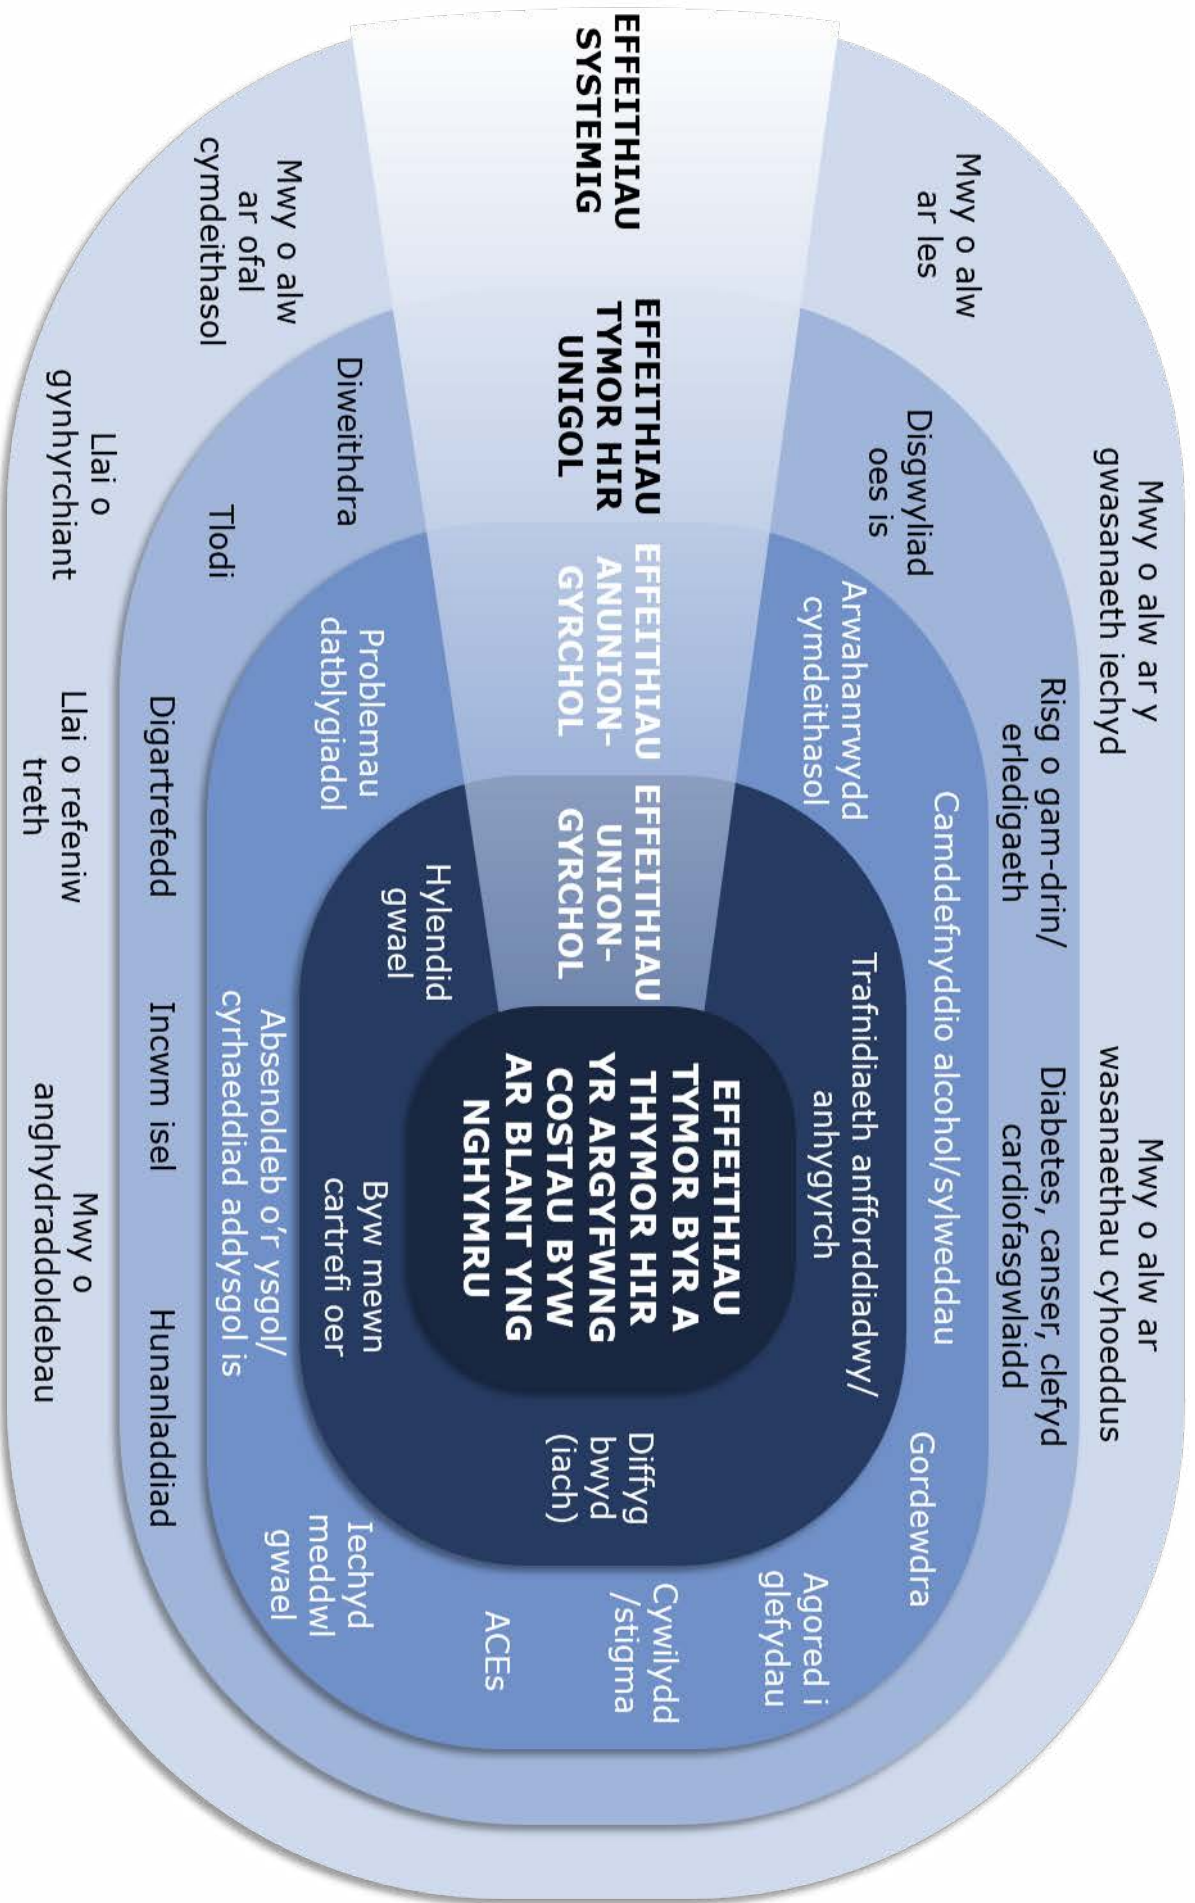 EFFEITHIAU
SYSTEMIG
EFFEITHIAU
TYMOR HIR
UNIGOL
EFFEITHIAU
ANUNION-
GYRCHOL
EFFEITHIAU
UNION-
GYRCHOL
EFFEITHIAU
TYMOR BYR A
THYMOR HIR
YR ARGYFWNG
COSTAU BYW
AR BLANT YNG
NGHYMRU
Trafnidiaeth anfforddiadwy/
anhygyrch
Diffyg
bwyd
(iach)
Byw mewn
cartrefi oer
Hylendid
gwael
Arwahanrwydd
cymdeithasol
Camddefnyddio alcohol/sylweddau
Gordewdra
Agored i
glefydau
Cywilydd
/stigma
ACEs
Iechyd
meddwl
gwael
Absenoldeb o’r ysgol/
cyrhaeddiad addysgol is
Problemau
datblygiadol
Disgwyliad
oes is
Risg o gam-drin/
erledigaeth
Diabetes, canser, clefyd
cardiofasgwlaidd
Hunanladdiad
Incwm isel
Digartrefedd
Tlodi
Diweithdra
Mwy o alw
ar les
Mwy o alw ar y
gwasanaeth iechyd
Mwy o alw ar
wasanaethau cyhoeddus
Mwy o
anghydraddoldebau
Llai o refeniw
treth
Llai o
gynhyrchiant
Mwy o alw
ar ofal
cymdeithasol